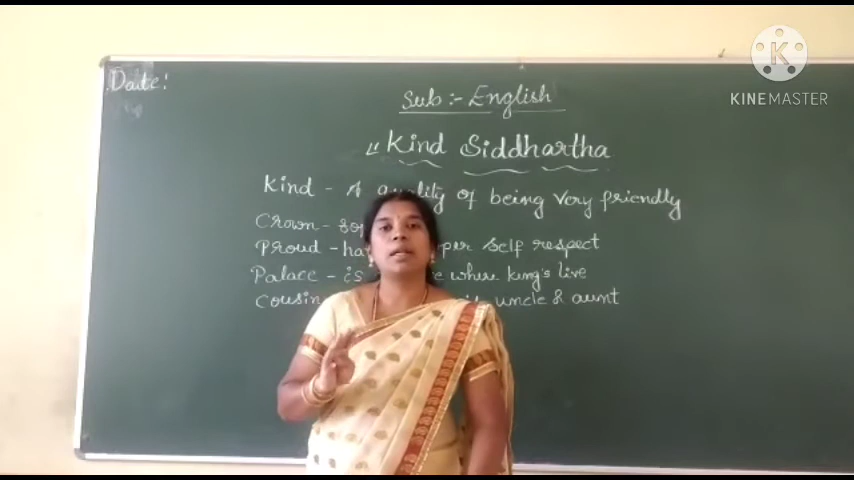 Date!
Sub :- English
"Kind Siddhartha
Kind - A quality of being very friendly
Crown -
Proud - per self respect
Palace - is where king's live
Cousin uncle & aunt
K
KINEMASTER